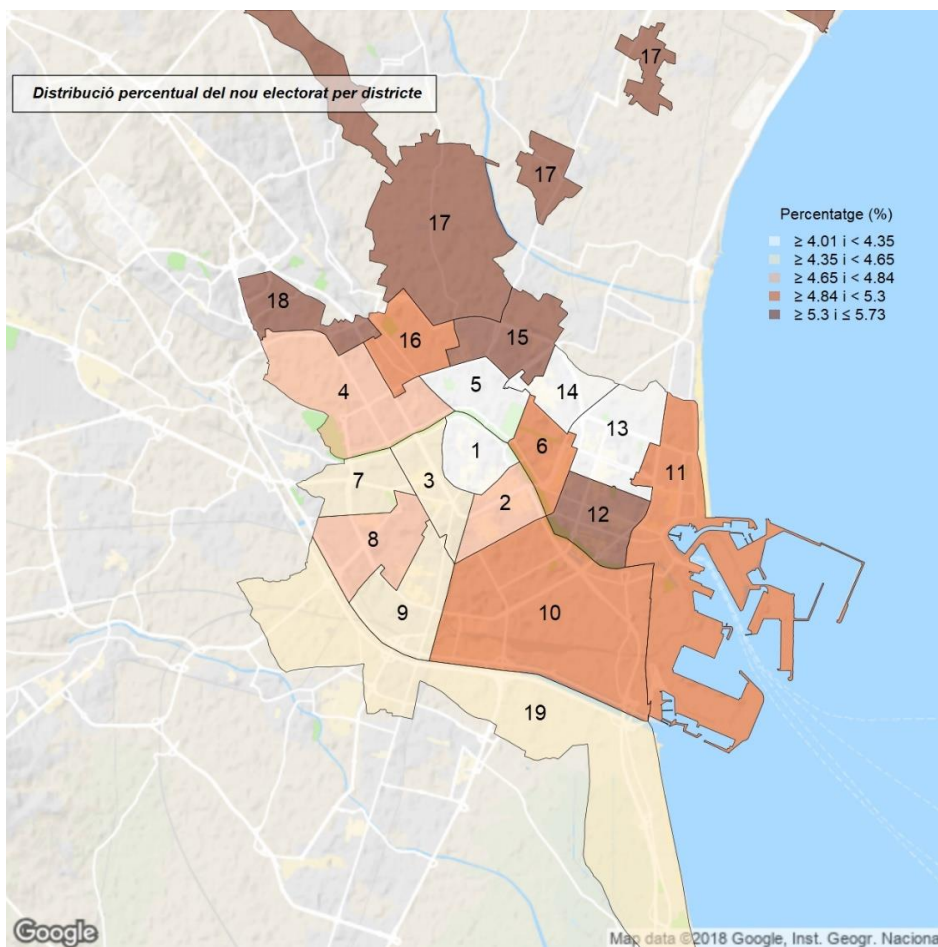 Distribució percentual del nou electorat per districte
17
17
17
Percentatge (%)
≥ 4.01 i < 4.35
≥ 4.35 i < 4.65
≥ 4.65 i < 4.84
≥ 4.84 i < 5.3
≥ 5.3 i ≤ 5.73
18
16
15
4
5
14
13
1
6
11
7
3
2
12
8
9
10
19
Google
Map data ©2018 Google, Inst. Geogr. Naciona